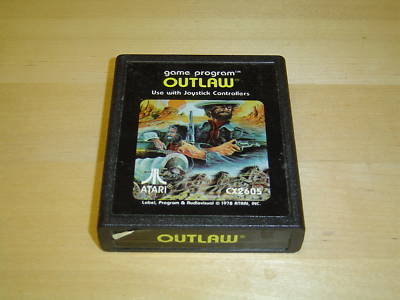 game program™
OUTLAW™
Use with Joystick Controllers
ATARI®
CX2605
Label, Program & Audiovisual © 1978 ATARI, INC.
OUTLAW™